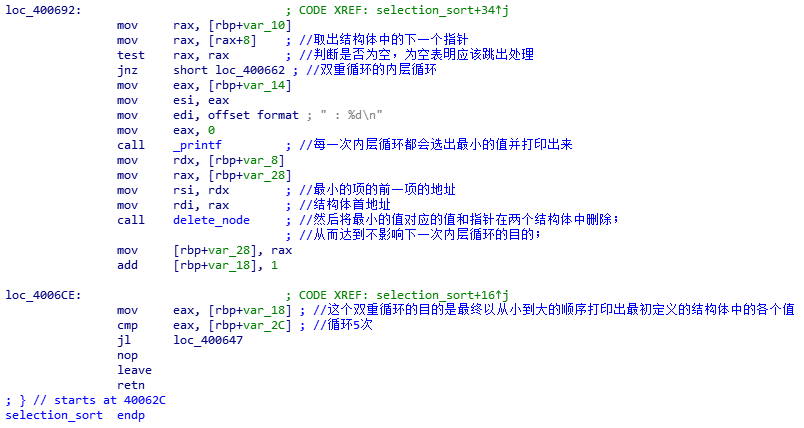 loc_400692:                              ; CODE XREF: selection_sort+34↑j
                mov     rax, [rbp+var_10]
                mov     rax, [rax+8]    ; //取出结构体中的下一个指针
                test    rax, rax        ; //判断是否为空，为空表明应该跳出处理
                jnz     short loc_400662 ; //双重循环的内层循环
                mov     eax, [rbp+var_14]
                mov     esi, eax
                mov     edi, offset format ; " : %d\n"
                mov     eax, 0
                call    _printf         ; //每一次内层循环都会选出最小的值并打印出来
                mov     rdx, [rbp+var_8]
                mov     rax, [rbp+var_28]
                mov     rsi, rdx        ; //最小的项的前一项的地址
                mov     rdi, rax        ; //结构体首地址
                call    delete_node     ; //然后将最小的值对应的值和指针在两个结构体中删除；
                                        ; //从而达到不影响下一次内层循环的目的；
                mov     [rbp+var_28], rax
                add     [rbp+var_18], 1
loc_4006CE:                              ; CODE XREF: selection_sort+16↑j
                mov     eax, [rbp+var_18] ; //这个双重循环的目的是最终以从小到大的顺序打印出最初定义的结构体中的各个值
                cmp     eax, [rbp+var_2C] ; //循环5次
                jl      loc_400647
                nop
                leave
                retn
; } // starts at 40062C
selection_sort  endp